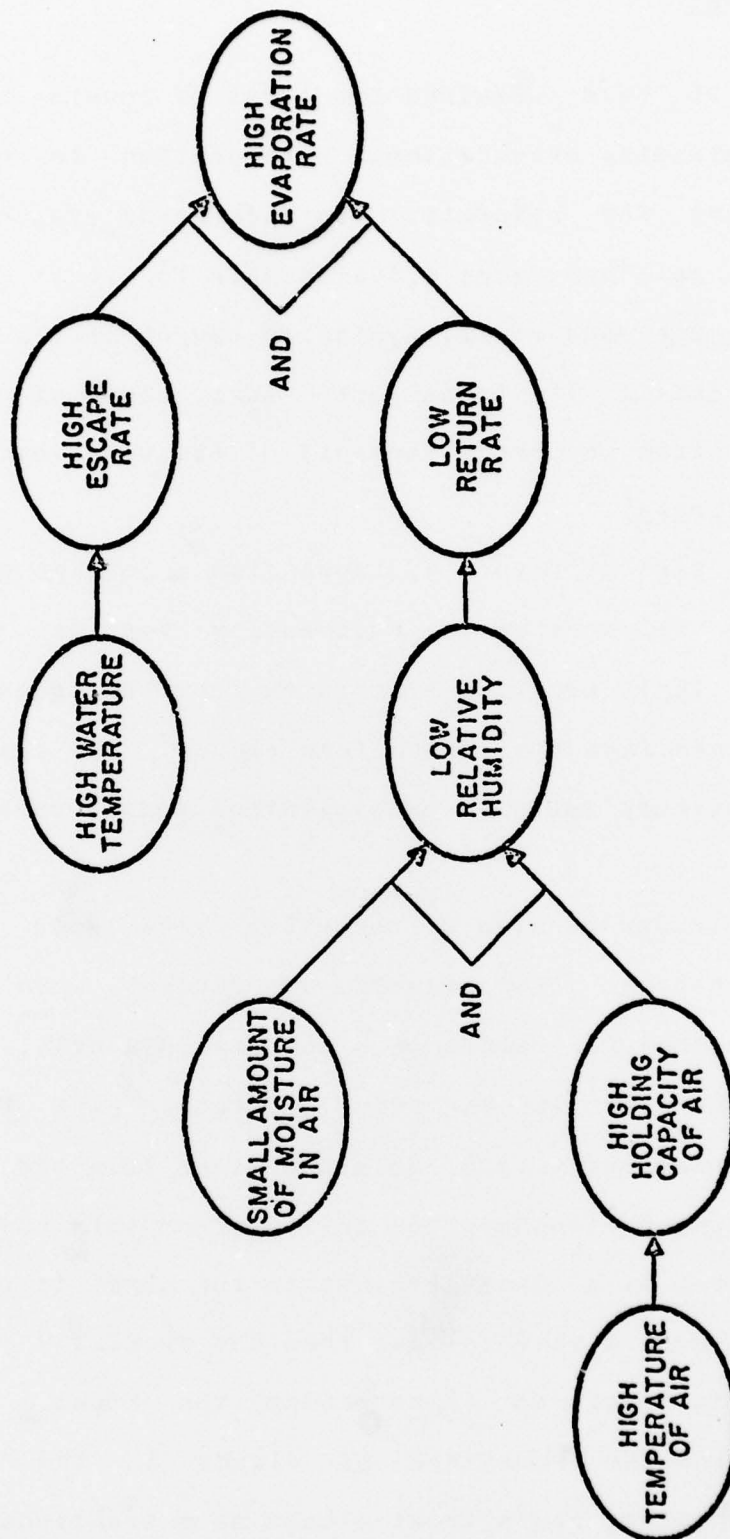 HIGH
EVAPORATION
RATE
HIGH
ESCAPE
RATE
AND
LOW
RETURN
RATE
HIGH WATER
TEMPERATURE
LOW
RELATIVE
HUMIDITY
SMALL AMOUNT
OF MOISTURE
IN AIR
AND
HIGH
HOLDING
CAPACITY
OF AIR
HIGH
TEMPERATURE
OF AIR